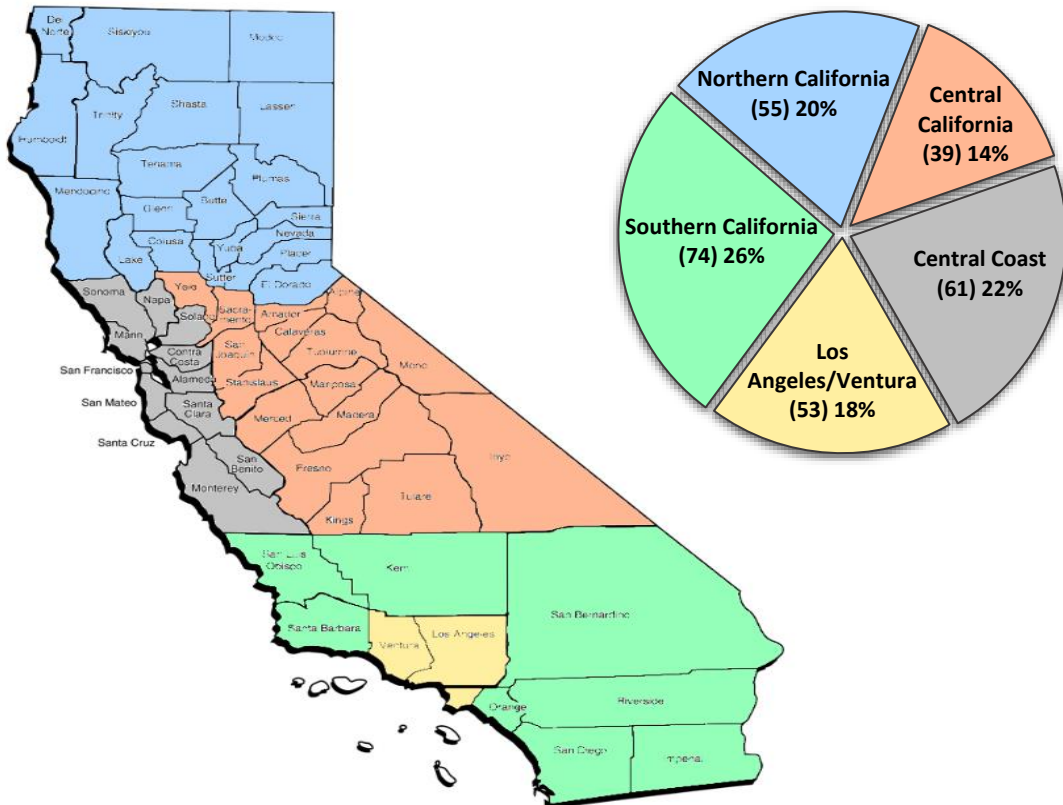 Del
Norte
Siskiyou
Modoc
Humboldt
Trinity
Shasta
Lassen
Tehama
Plumas
Mendocino
Glenn
Butte
Sierra
Nevada
Placer
Yuba
Colusa
Lake
Sutter
El Dorado
Sonoma
Napa
Yolo
Solano
Sacra-
mento
Amador
Alpine
Marin
Calaveras
San
Joaquin
Tuolumne
Mono
Contra
Costa
San Francisco
Alameda
Stanislaus
Mariposa
San Mateo
Santa
Clara
Merced
Madera
Santa Cruz
San
Benito
Fresno
Inyo
Monterey
Kings
Tulare
San Luis
Obispo
Kern
San Bernardino
Santa Barbara
Ventura
Los Angeles
Orange
Riverside
San Diego
Imperial
Northern California
(55) 20%
Central
California
(39) 14%
Southern California
(74) 26%
Central Coast
(61) 22%
Los
Angeles/Ventura
(53) 18%